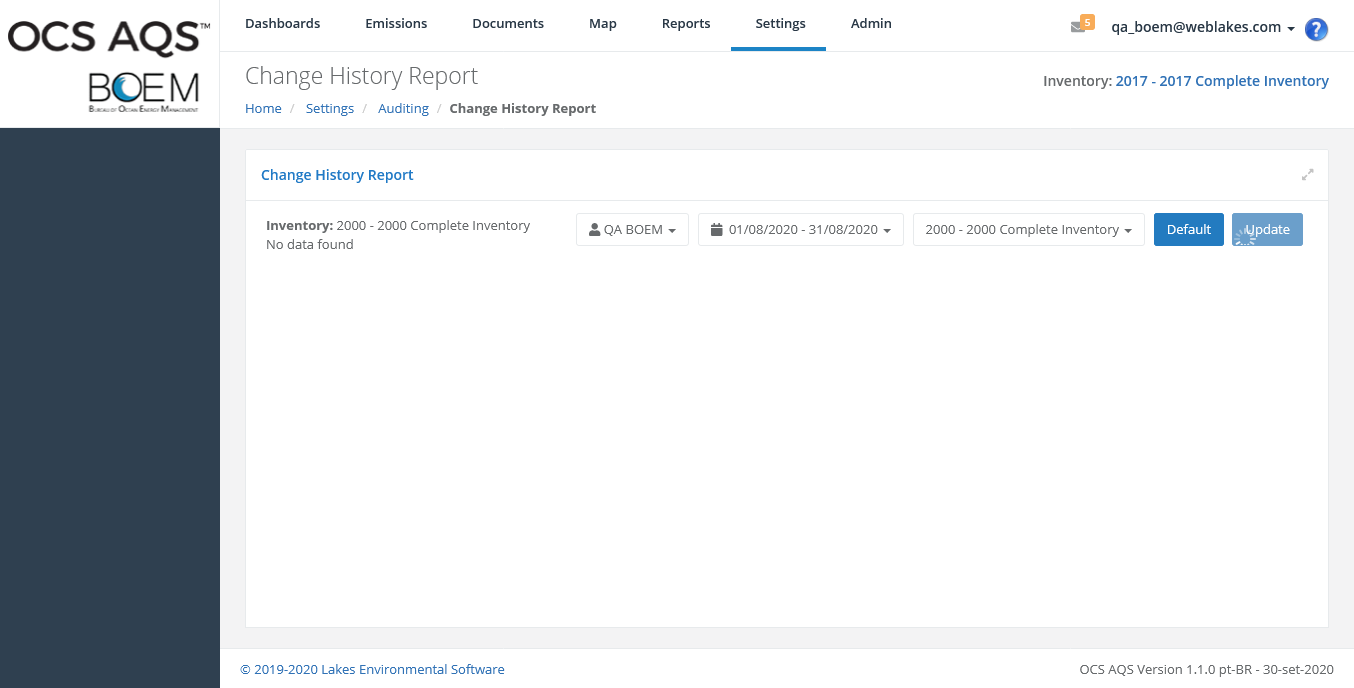 OCS AQS™
BOEM
Bureau of Ocean Energy Management
Dashboards Emissions Documents Map Reports Settings Admin 5 qa_boem@weblakes.com ?
Change History Report
Inventory: 2017 - 2017 Complete Inventory
Home / Settings / Auditing / Change History Report
Change History Report
Inventory: 2000 - 2000 Complete Inventory
No data found
QA BOEM 01/08/2020 - 31/08/2020 2000 - 2000 Complete Inventory Default Update
© 2019-2020 Lakes Environmental Software
OCS AQS Version 1.1.0 pt-BR - 30-set-2020